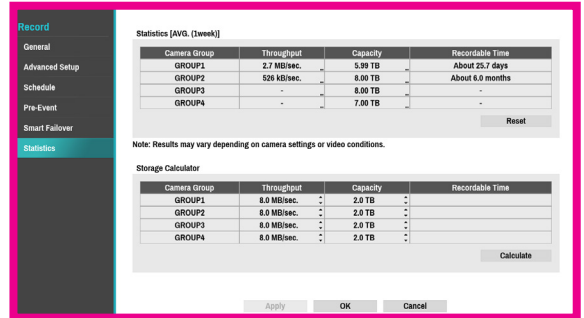 Record
General
Advanced Setup
Schedule
Pre-Event
Smart Failover
Statistics
Statistics [AVG. (1week)]
Camera Group Throughput Capacity Recordable Time
GROUP1 2.7 MB/sec. 5.99 TB About 25.7 days
GROUP2 526 kB/sec. 8.00 TB About 6.0 months
GROUP3 - 8.00 TB -
GROUP4 - 7.00 TB -
Reset
Note: Results may vary depending on camera settings or video conditions.
Storage Calculator
Camera Group Throughput Capacity Recordable Time
GROUP1 8.0 MB/sec. 2.0 TB
GROUP2 8.0 MB/sec. 2.0 TB
GROUP3 8.0 MB/sec. 2.0 TB
GROUP4 8.0 MB/sec. 2.0 TB
Calculate
Apply OK Cancel